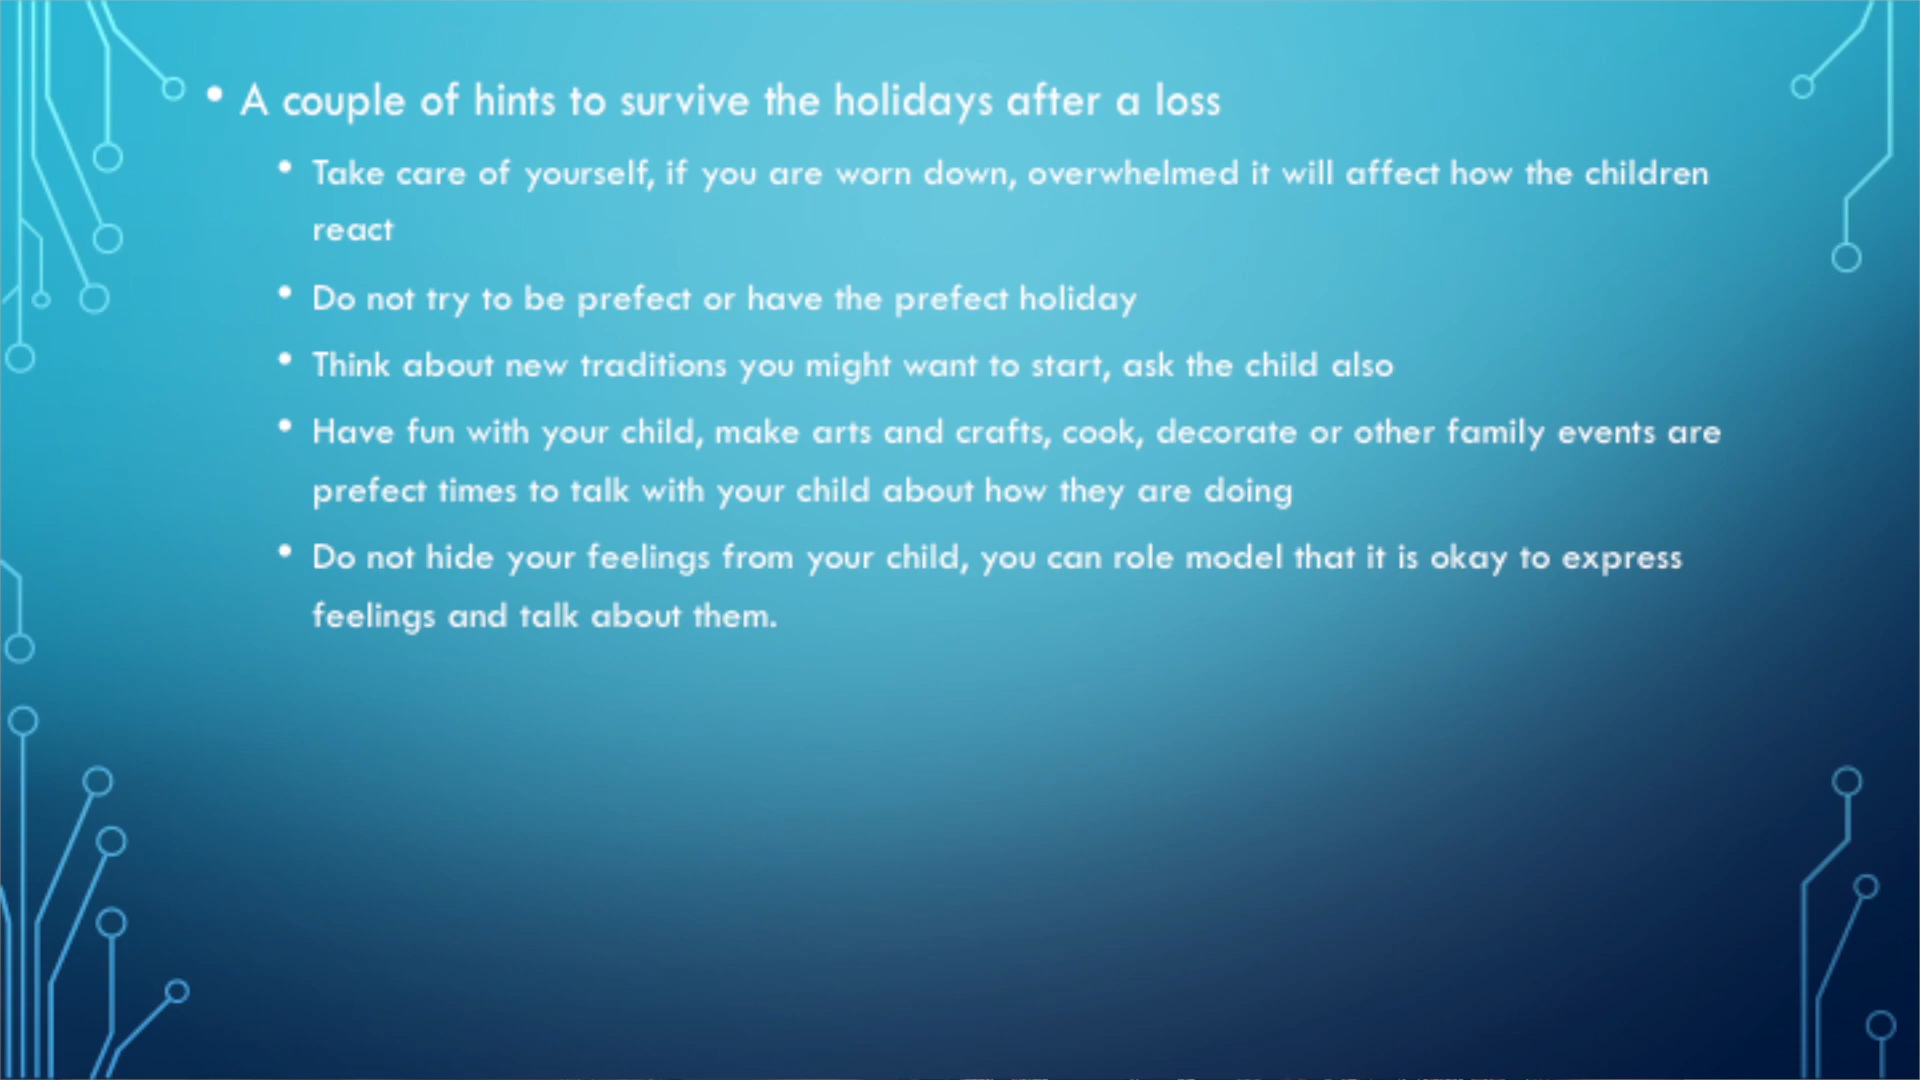 • A couple of hints to survive the holidays after a loss
• Take care of yourself, if you are worn down, overwhelmed it will affect how the children
react
• Do not try to be prefect or have the prefect holiday
• Think about new traditions you might want to start, ask the child also
• Have fun with your child, make arts and crafts, cook, decorate or other family events are
prefect times to talk with your child about how they are doing
• Do not hide your feelings from your child, you can role model that it is okay to express
feelings and talk about them.